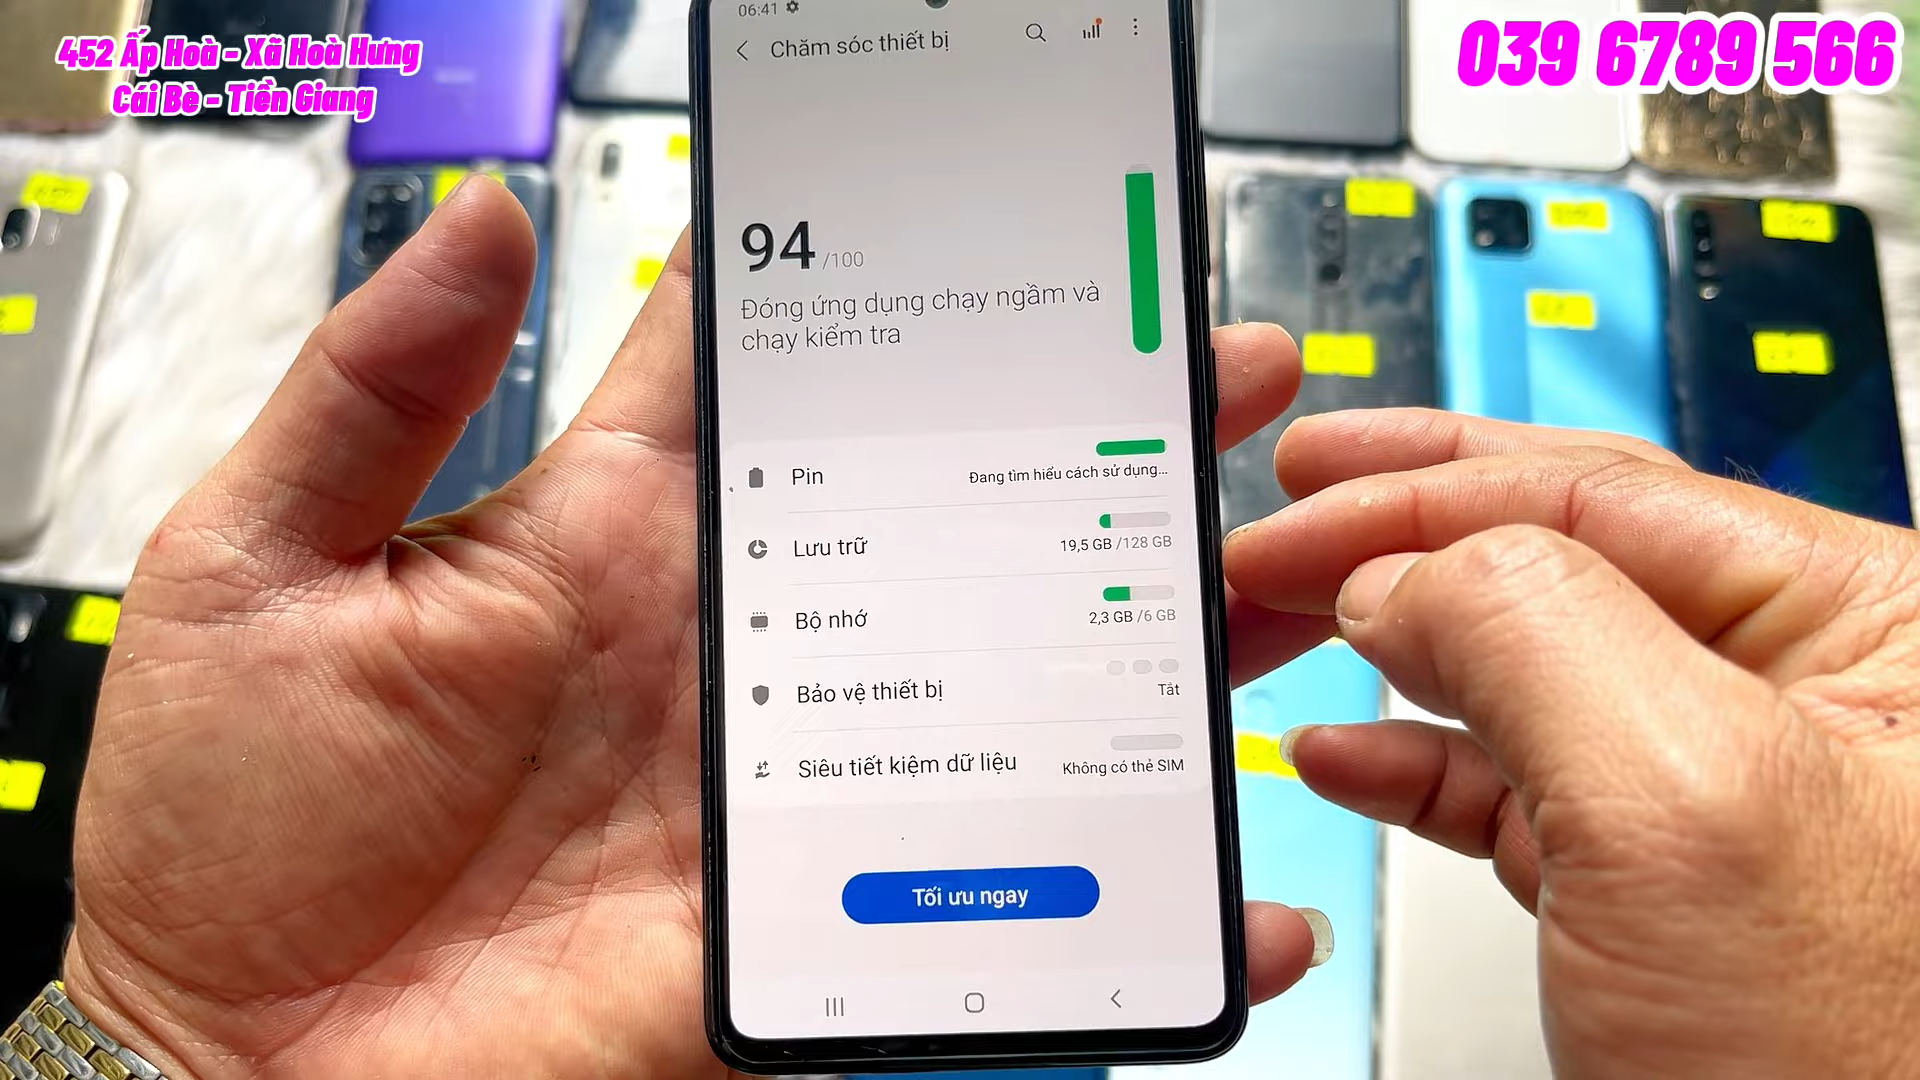 452 Ấp Hoà - Xã Hoà Hưng
Cái Bè - Tiền Giang
039 6789 566
06:41
Chăm sóc thiết bị
94 /100
Đóng ứng dụng chạy ngầm và
chạy kiểm tra
Pin
Đang tìm hiểu cách sử dụng...
Lưu trữ
19,5 GB /128 GB
Bộ nhớ
2,3 GB /6 GB
Bảo vệ thiết bị
Tắt
Siêu tiết kiệm dữ liệu
Không có thẻ SIM
Tối ưu ngay